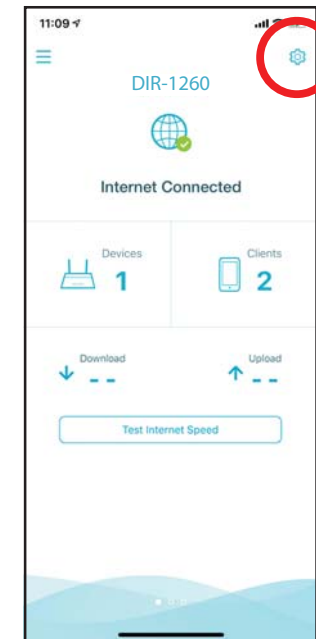 11:09
DIR-1260
Internet Connected
Devices
1
Clients
2
Download
- -
Upload
- -
Test Internet Speed